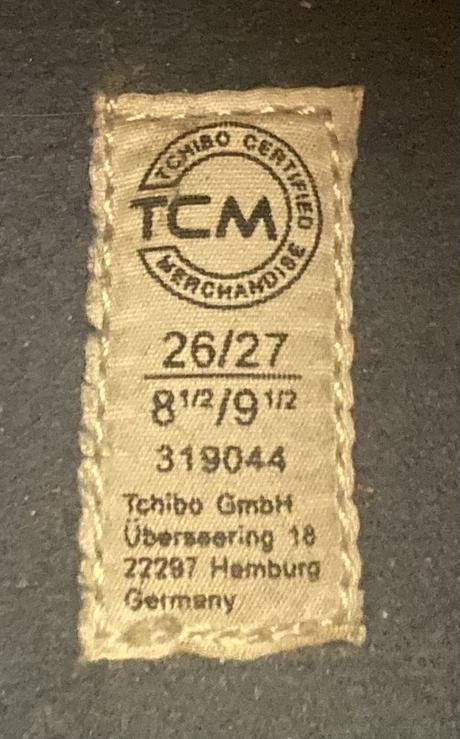 TCHIBO CERTIFIED
TCM
MERCHANDISE
26/27
8 1/2/9 1/2
319044
Tchibo GmbH
Überseering 18
22297 Hamburg
Germany